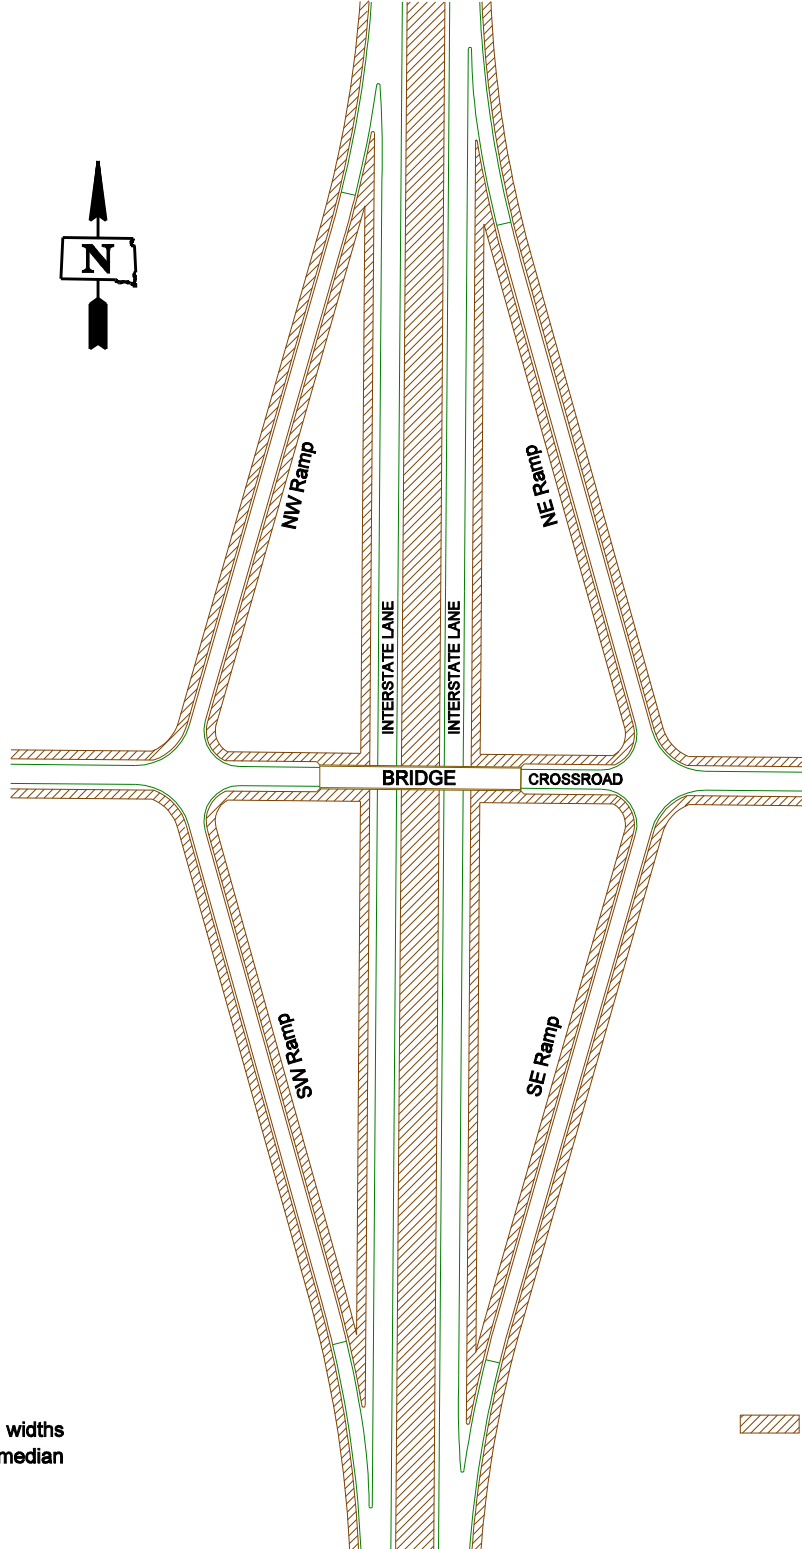 N
NW Ramp
NE Ramp
INTERSTATE LANE
INTERSTATE LANE
BRIDGE
CROSSROAD
SW Ramp
SE Ramp
widths
median